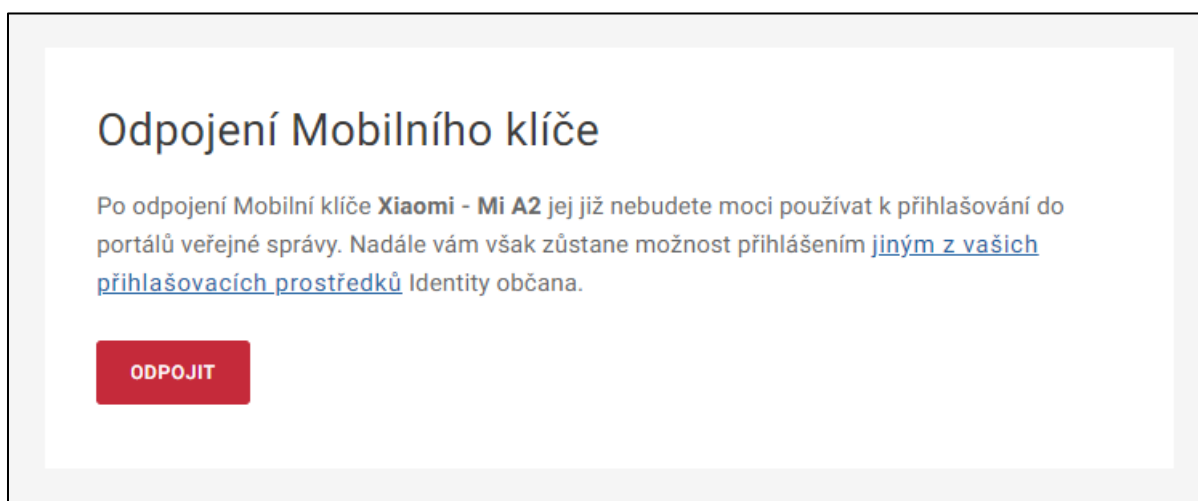 Odpojení Mobilního klíče
Po odpojení Mobilní klíče Xiaomi - Mi A2 jej již nebudete moci používat k přihlašování do
portálů veřejné správy. Nadále vám však zůstane možnost přihlášením jiným z vašich
přihlašovacích prostředků Identity občana.
ODPOJIT